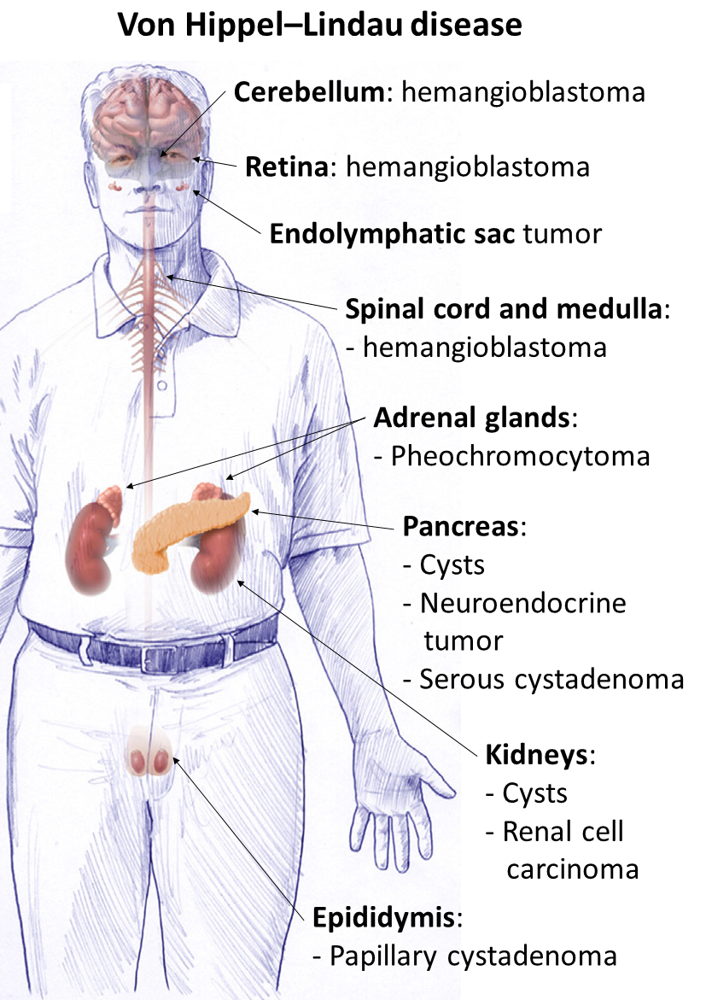 Von Hippel–Lindau disease
Cerebellum: hemangioblastoma
Retina: hemangioblastoma
Endolymphatic sac tumor
Spinal cord and medulla:
- hemangioblastoma
Adrenal glands:
- Pheochromocytoma
Pancreas:
- Cysts
- Neuroendocrine
tumor
- Serous cystadenoma
Kidneys:
- Cysts
- Renal cell
carcinoma
Epididymis:
- Papillary cystadenoma